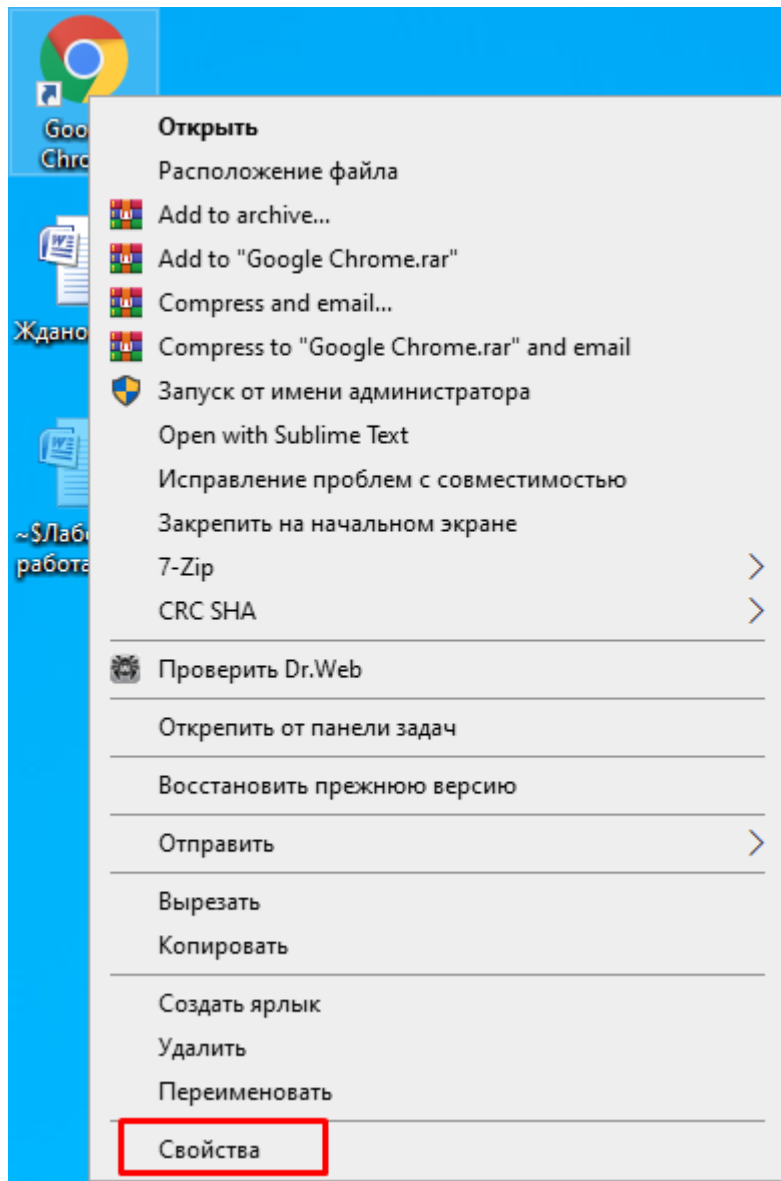 Открыть
Расположение файла
Add to archive...
Add to "Google Chrome.rar"
Compress and email...
Compress to "Google Chrome.rar" and email
Запуск от имени администратора
Open with Sublime Text
Исправление проблем с совместимостью
Закрепить на начальном экране
7-Zip
CRC SHA
Проверить Dr.Web
Открепить от панели задач
Восстановить прежнюю версию
Отправить
Вырезать
Копировать
Создать ярлык
Удалить
Переименовать
Свойства
Goo
Chro
Ждано
~$Лаб
работа